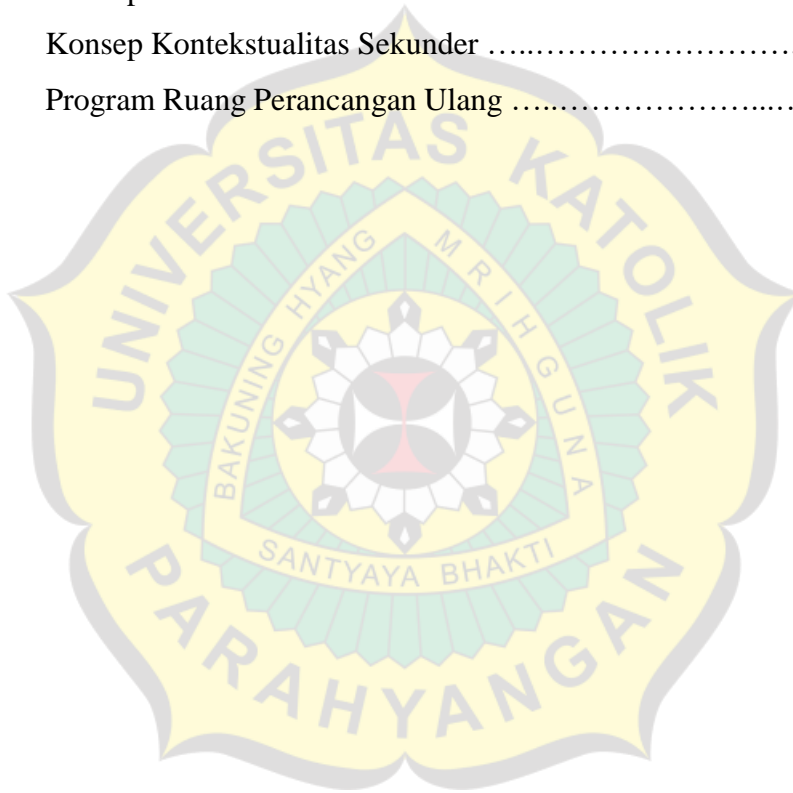 Konsep Kontekstualitas Sekunder …..……………………….
Program Ruang Perancangan Ulang …..………………...…
UNIVERSITAS KATOLIK
BAKUNING HYANG MRIHGUNA
SANTYAYA BHAKTI
PARAHYANGAN